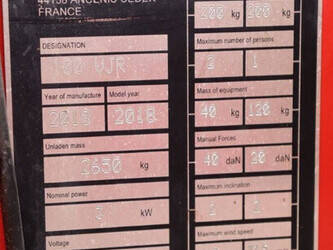 44158 ANCENIS CEDEX
FRANCE
DESIGNATION
180 VJR
Year of manufacture Model year
2018 2018
Unladen mass
2650 kg
Nominal power
3 kW
Voltage
200 kg 200 kg
Maximum number of persons
2 1
Mass of equipment
40 kg 120 kg
Manual Forces
40 daN 20 daN
Maximum inclination
Maximum wind speed